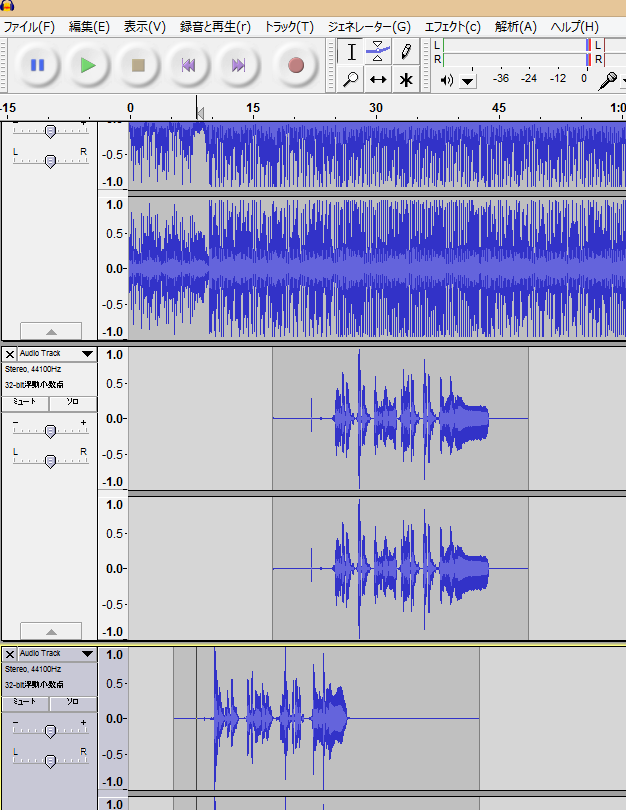 ファイル(F) 編集(E) 表示(V) 録音と再生(r) トラック(T) ジェネレーター(G) エフェクト(c) 解析(A) ヘルプ(H)
L L
R R
-36 -24 -12 0
-15 0 15 30 45 1:0
- +
L R
-0.5-
-1.0
1.0
0.5-
0.0-
-0.5-
-1.0
Audio Track
Stereo, 44100Hz
32-bit浮動小数点
ミュート ソロ
- +
L R
1.0
0.5-
0.0-
-0.5-
-1.0
1.0
0.5-
0.0-
-0.5-
-1.0
Audio Track
Stereo, 44100Hz
32-bit浮動小数点
ミュート ソロ
- +
L R
1.0
0.5-
0.0-
-0.5-
-1.0
1.0